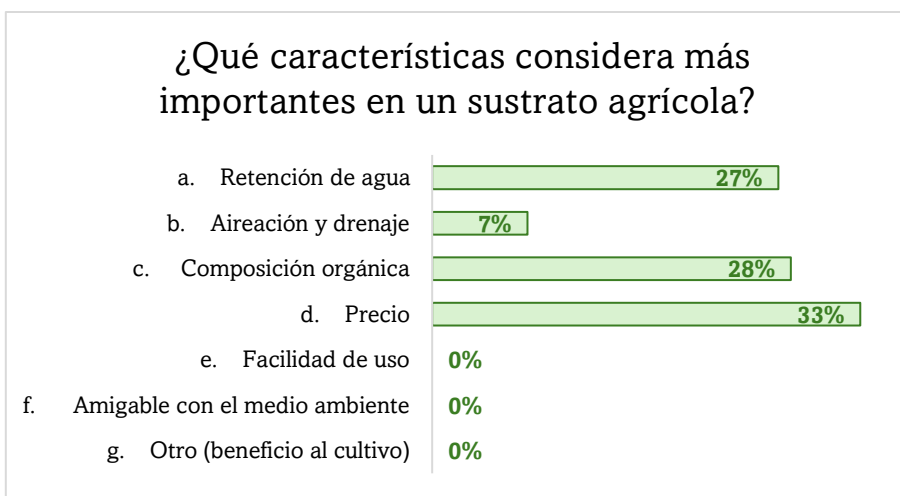 ¿Qué características considera más
importantes en un sustrato agrícola?
a. Retención de agua 27%
b. Aireación y drenaje 7%
c. Composición orgánica 28%
d. Precio 33%
e. Facilidad de uso 0%
f. Amigable con el medio ambiente 0%
g. Otro (beneficio al cultivo) 0%